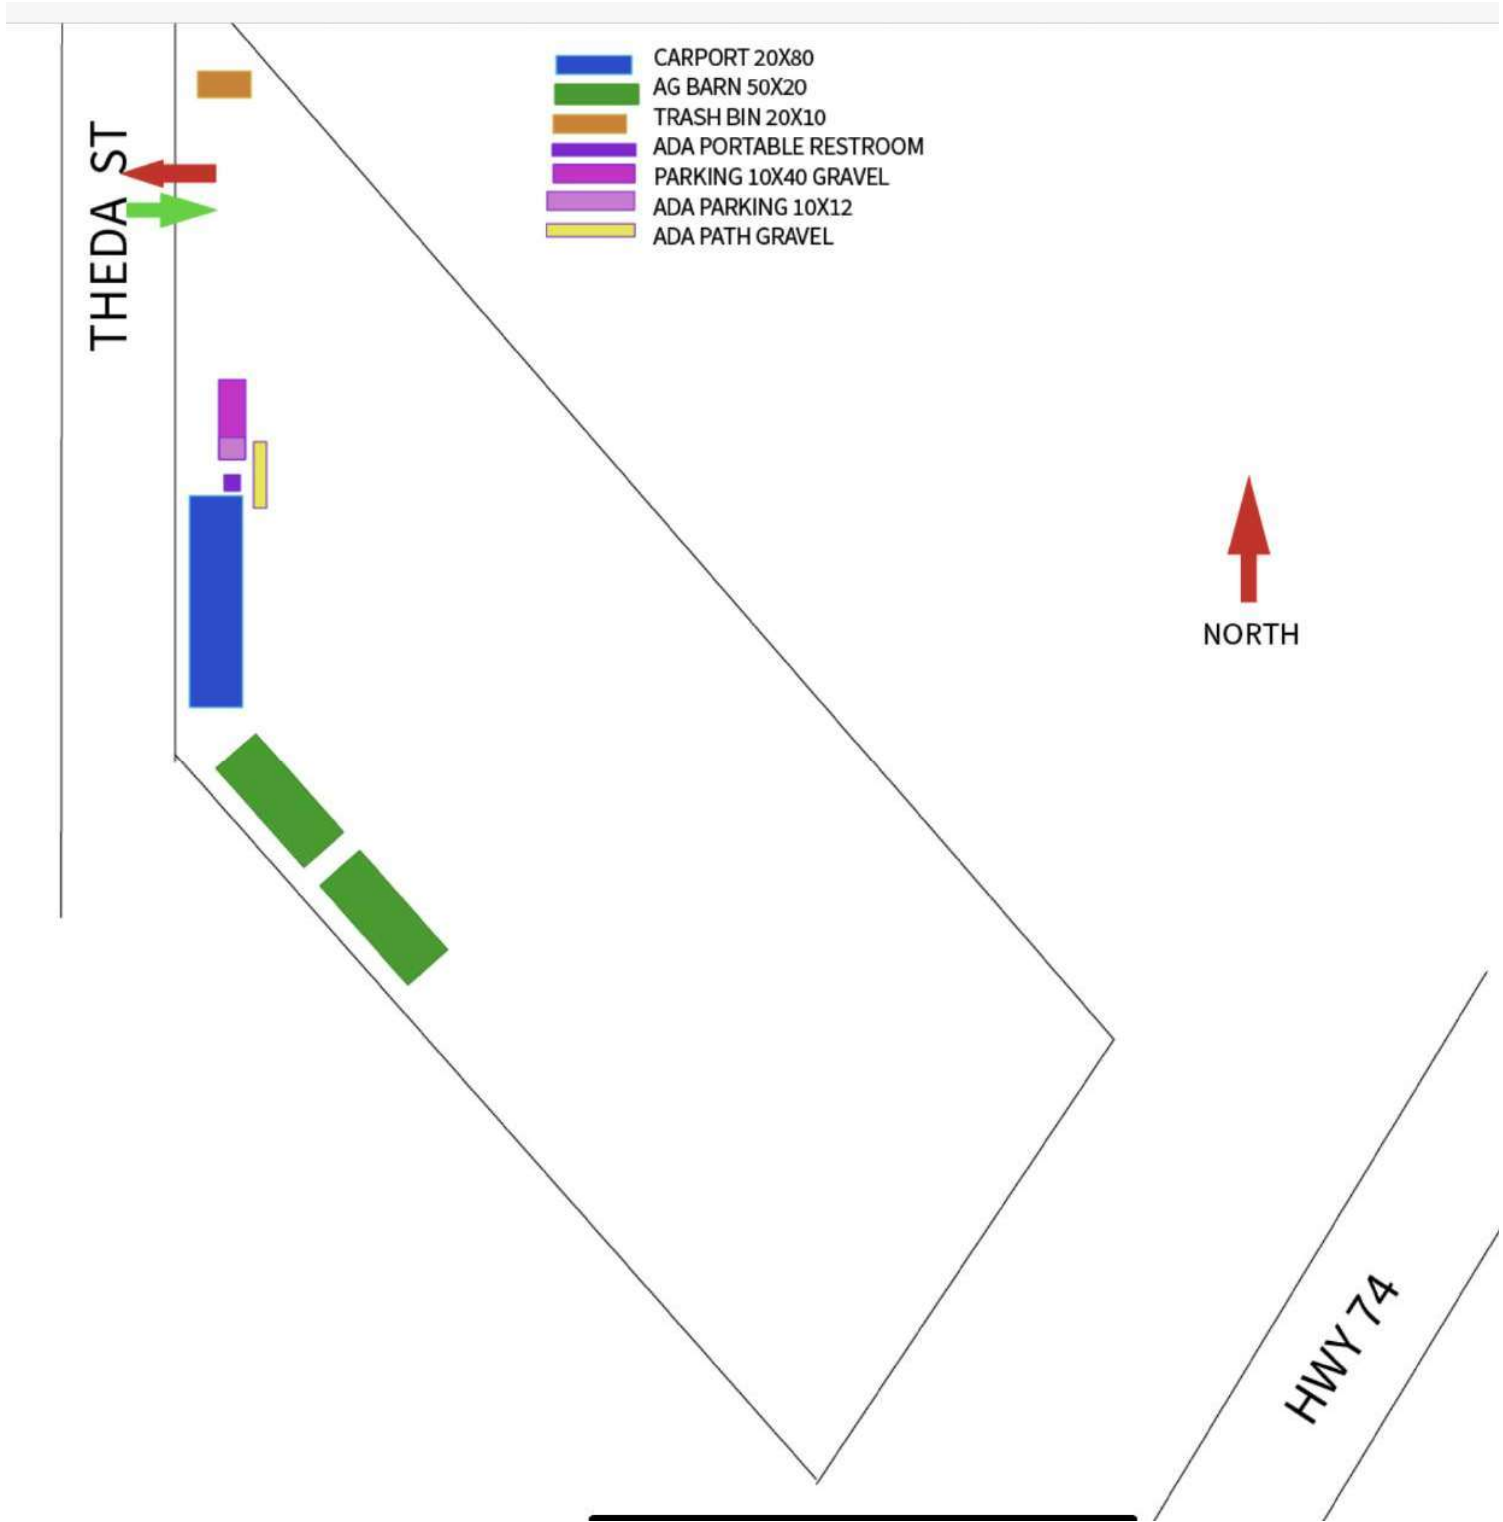 CARPORT 20X80
AG BARN 50X20
TRASH BIN 20X10
ADA PORTABLE RESTROOM
PARKING 10X40 GRAVEL
ADA PARKING 10X12
ADA PATH GRAVEL
THEDA ST
NORTH
HWY 74